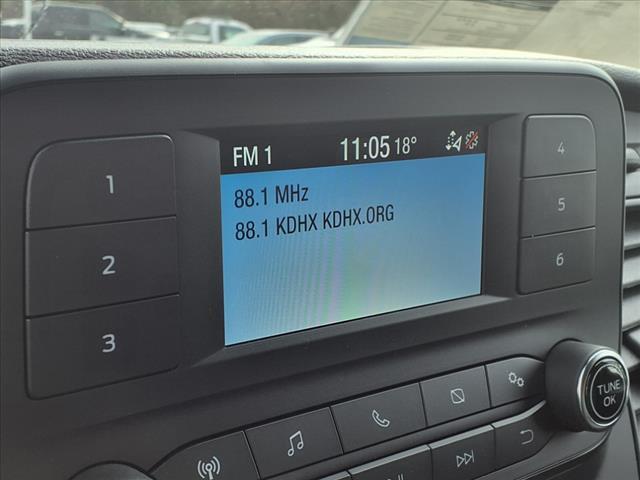 FM 1 11:05 18°
88.1 MHz
88.1 KDHX KDHX.ORG
1
2
3
4
5
6
TUNE
OK